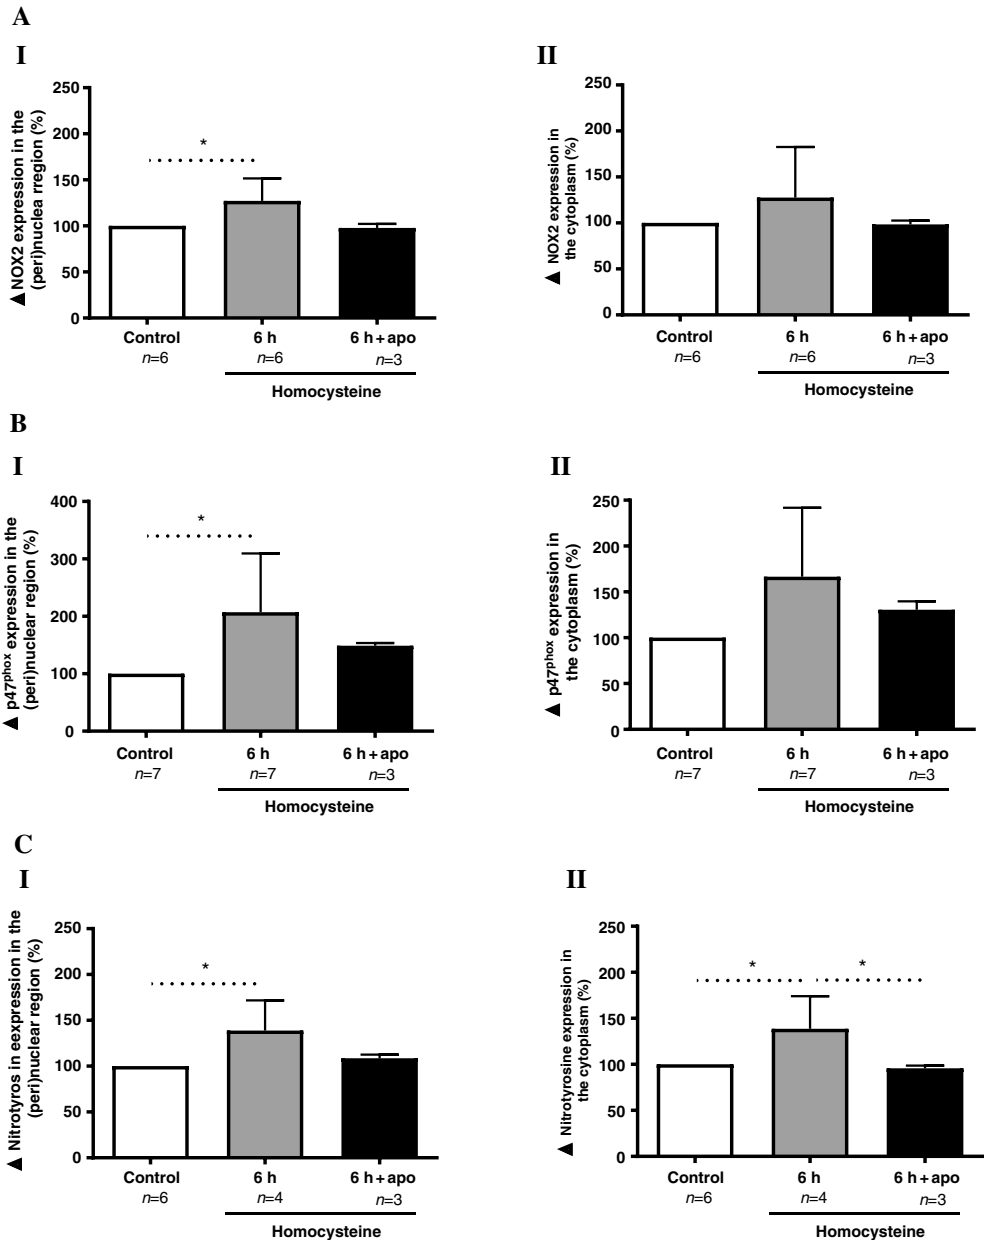 A
I
▲ NOX2 expression in the
(peri)nuclea rregion (%)
250
200
150
100
50
0
*
Control
6 h
6 h + apo
n=6
n=6
n=3
Homocysteine
II
▲ NOX2 expression in
the cytoplasm (%)
250
200
150
100
50
0
Control
6 h
6 h + apo
n=6
n=6
n=3
Homocysteine
B
I
▲ p47phox expression in the
(peri)nuclear region (%)
400
300
200
100
0
*
Control
6 h
6 h + apo
n=7
n=7
n=3
Homocysteine
II
▲ p47phox expression in
the cytoplasm (%)
250
200
150
100
50
0
Control
6 h
6 h + apo
n=7
n=7
n=3
Homocysteine
C
I
▲ Nitrotyros in eexpression in the
(peri)nuclear region (%)
250
200
150
100
50
0
*
Control
6 h
6 h + apo
n=6
n=4
n=3
Homocysteine
II
▲ Nitrotyrosine expression in
the cytoplasm (%)
250
200
150
100
50
0
*
*
Control
6 h
6 h + apo
n=6
n=4
n=3
Homocysteine